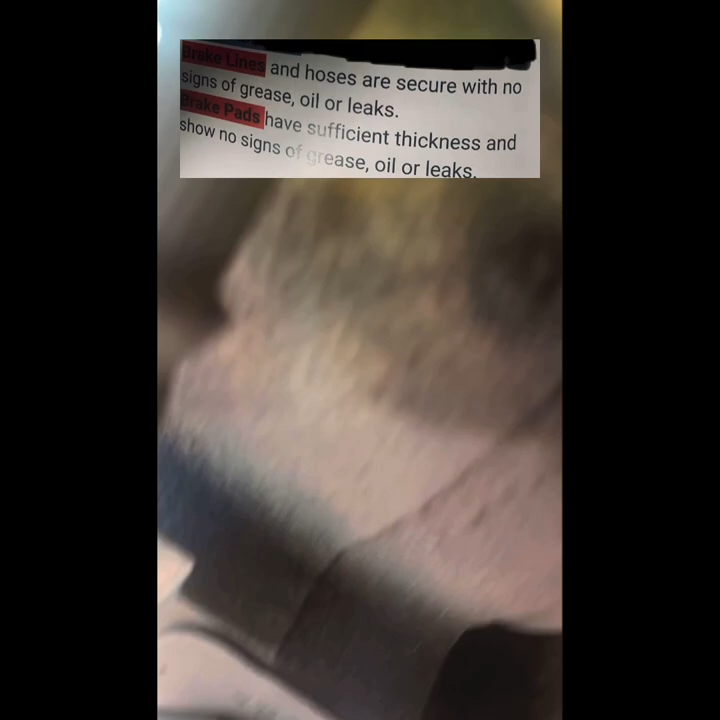 Brake Lines and hoses are secure with no
signs of grease, oil or leaks.
Brake Pads have sufficient thickness and
show no signs of grease, oil or leaks.